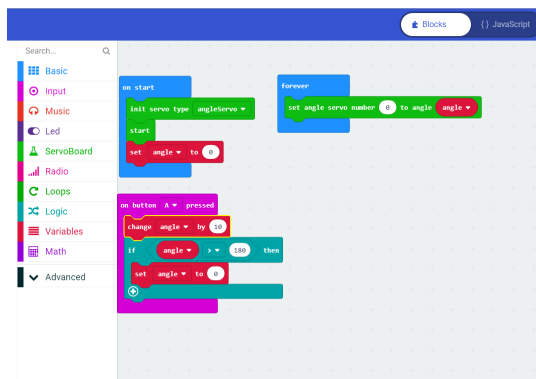 Blocks
{} JavaScript
Search...
Basic
Input
Music
Led
ServoBoard
Radio
Loops
Logic
Variables
Math
Advanced
on start
init servo type angleServo
start
set angle to 0
forever
set angle servo number 0 to angle angle
on button A pressed
change angle by 10
if angle > 180 then
set angle to 0